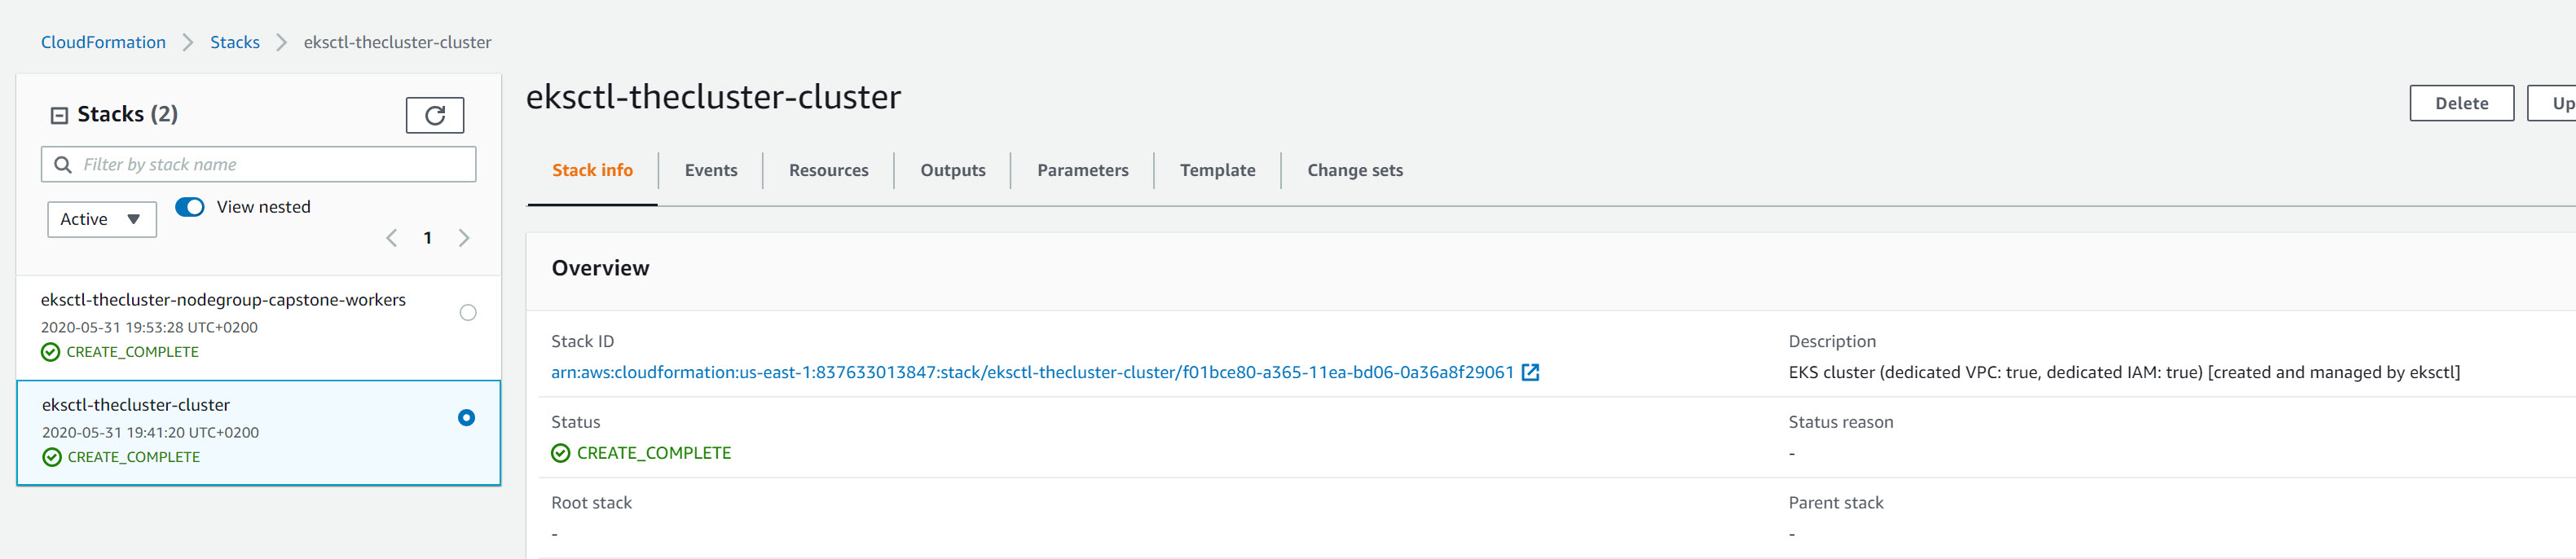 CloudFormation > Stacks > eksctl-thecluster-cluster
Stacks (2)
Filter by stack name
Active
View nested
1
eksctl-thecluster-nodegroup-capstone-workers
2020-05-31 19:53:28 UTC+0200
CREATE_COMPLETE
eksctl-thecluster-cluster
2020-05-31 19:41:20 UTC+0200
CREATE_COMPLETE
eksctl-thecluster-cluster
Delete
Up
Stack info
Events
Resources
Outputs
Parameters
Template
Change sets
Overview
Stack ID
arn:aws:cloudformation:us-east-1:837633013847:stack/eksctl-thecluster-cluster/f01bce80-a365-11ea-bd06-0a36a8f29061
Description
EKS cluster (dedicated VPC: true, dedicated IAM: true) [created and managed by eksctl]
Status
CREATE_COMPLETE
Status reason
-
Root stack
-
Parent stack
-